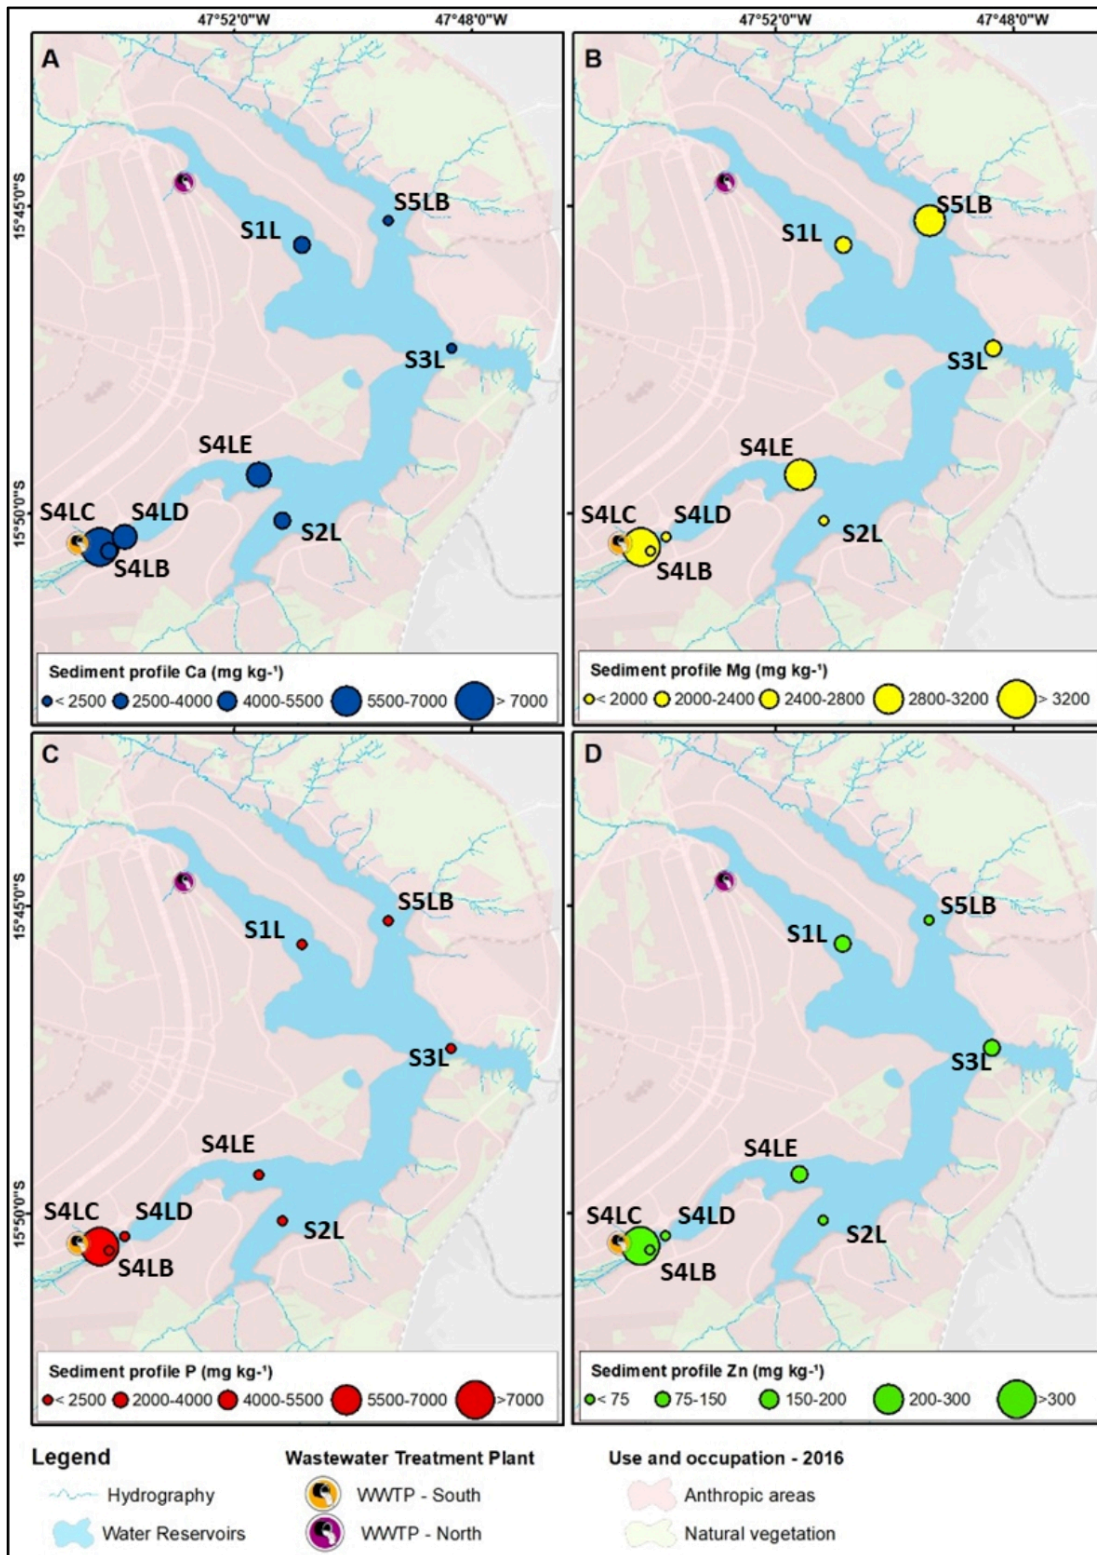 47°52'0"W 47°48'0"W 47°52'0"W 47°48'0"W
A B
15°45'0"S
S5LB S5LB
S1L S1L
S3L S3L
S4LE S4LE
15°50'0"S
S4LC S4LD S4LC S4LD
S2L S2L
S4LB S4LB
Sediment profile Ca (mg kg-¹) Sediment profile Mg (mg kg-¹)
< 2500 2500-4000 4000-5500 5500-7000 > 7000 < 2000 2000-2400 2400-2800 2800-3200 > 3200
C D
15°45'0"S
S5LB S5LB
S1L S1L
S3L S3L
S4LE S4LE
15°50'0"S
S4LC S4LD S4LC S4LD
S2L S2L
S4LB S4LB
Sediment profile P (mg kg-¹) Sediment profile Zn (mg kg-¹)
< 2500 2000-4000 4000-5500 5500-7000 >7000 < 75 75-150 150-200 200-300 >300
Legend Wastewater Treatment Plant Use and occupation - 2016
Hydrography WWTP - South Anthropic areas
Water Reservoirs WWTP - North Natural vegetation